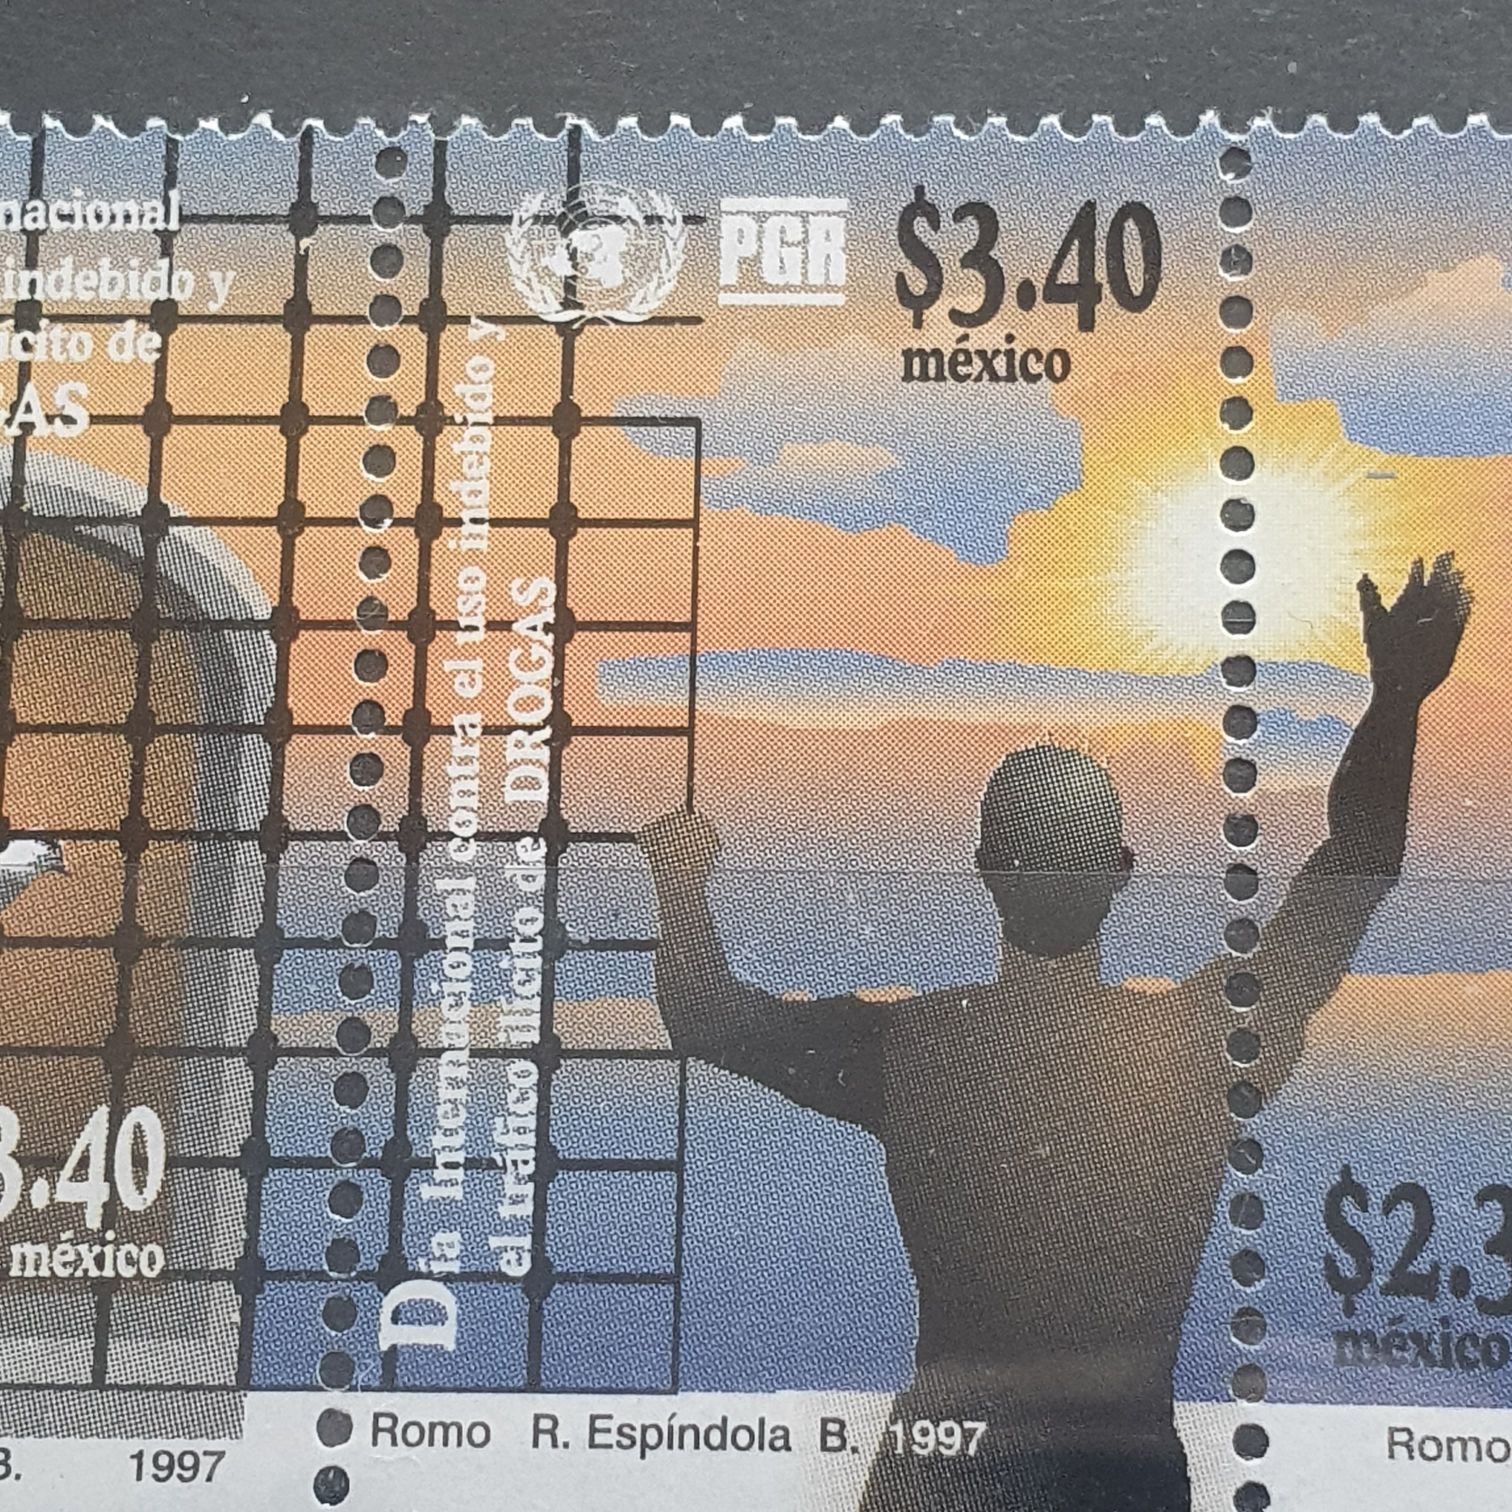 nacional
indebido y
ícito de
GAS
3.40
méxico
B. 1997
PGR
$3.40
méxico
Día Internacional contra el uso indebido y
el tráfico ilícito de DROGAS
Romo R. Espíndola B. 1997
$2.3
méxico
Romo